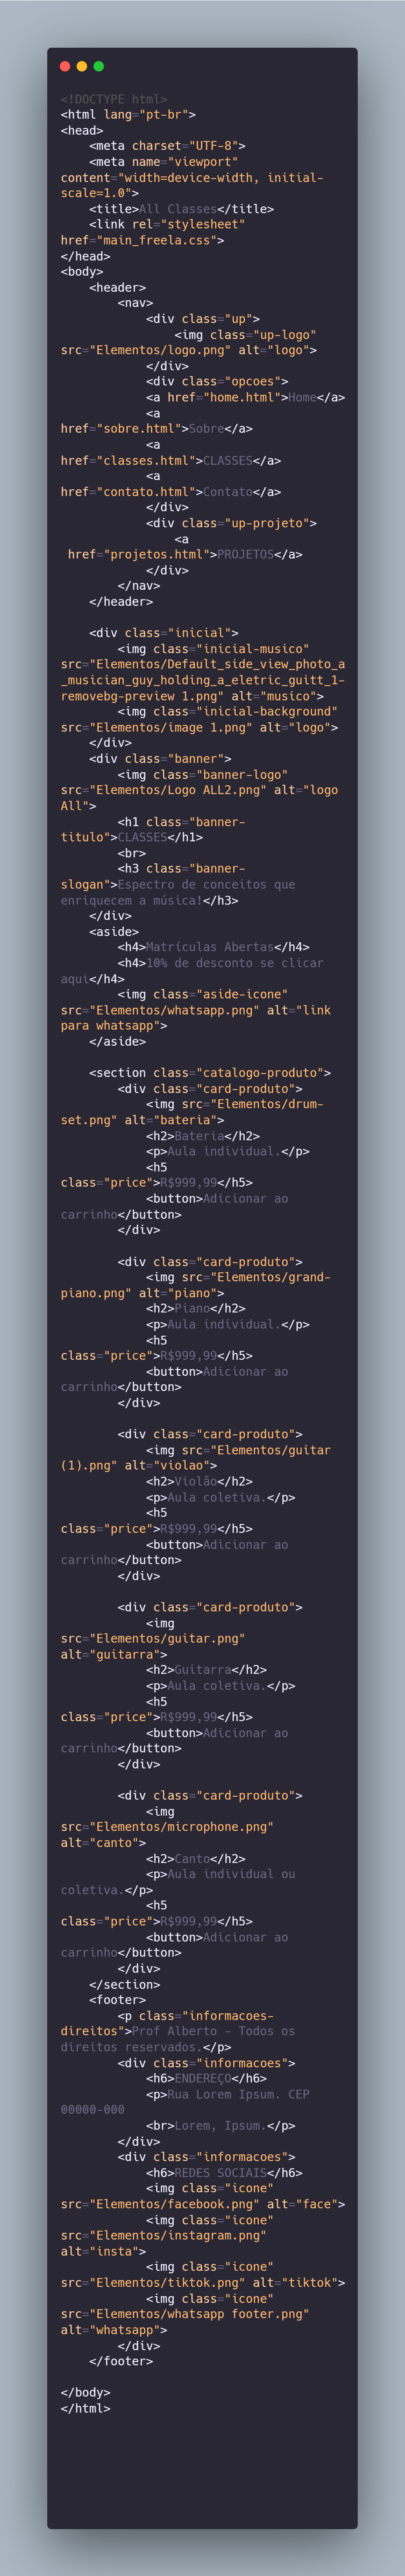 <!DOCTYPE html>
<html lang="pt-br">
<head>
<meta charset="UTF-8">
<meta name="viewport"
content="width=device-width, initial-
scale=1.0">
<title>All Classes</title>
<link rel="stylesheet"
href="main_freela.css">
</head>
<body>
<header>
<nav>
<div class="up">
<img class="up-logo"
src="Elementos/logo.png" alt="logo">
</div>
<div class="opcoes">
<a href="home.html">Home</a>
<a
href="sobre.html">Sobre</a>
<a
href="classes.html">CLASSES</a>
<a
href="contato.html">Contato</a>
</div>
<div class="up-projeto">
<a
href="projetos.html">PROJETOS</a>
</div>
</nav>
</header>
<div class="inicial">
<img class="inicial-musico"
src="Elementos/Default_side_view_photo_a
_musician_guy_holding_a_eletric_guitt_1-
removebg-preview 1.png" alt="musico">
<img class="inicial-background"
src="Elementos/image 1.png" alt="logo">
</div>
<div class="banner">
<img class="banner-logo"
src="Elementos/Logo ALL2.png" alt="logo
All">
<h1 class="banner-
titulo">CLASSES</h1>
<br>
<h3 class="banner-
slogan">Espectro de conceitos que
enriquecem a música!</h3>
</div>
<aside>
<h4>Matrículas Abertas</h4>
<h4>10% de desconto se clicar
aqui</h4>
<img class="aside-icone"
src="Elementos/whatsapp.png" alt="link
para whatsapp">
</aside>
<section class="catalogo-produto">
<div class="card-produto">
<img src="Elementos/drum-
set.png" alt="bateria">
<h2>Bateria</h2>
<p>Aula individual.</p>
<h5
class="price">R$999,99</h5>
<button>Adicionar ao
carrinho</button>
</div>
<div class="card-produto">
<img src="Elementos/grand-
piano.png" alt="piano">
<h2>Piano</h2>
<p>Aula individual.</p>
<h5
class="price">R$999,99</h5>
<button>Adicionar ao
carrinho</button>
</div>
<div class="card-produto">
<img src="Elementos/guitar
(1).png" alt="violao">
<h2>Violão</h2>
<p>Aula coletiva.</p>
<h5
class="price">R$999,99</h5>
<button>Adicionar ao
carrinho</button>
</div>
<div class="card-produto">
<img
src="Elementos/guitar.png"
alt="guitarra">
<h2>Guitarra</h2>
<p>Aula coletiva.</p>
<h5
class="price">R$999,99</h5>
<button>Adicionar ao
carrinho</button>
</div>
<div class="card-produto">
<img
src="Elementos/microphone.png"
alt="canto">
<h2>Canto</h2>
<p>Aula individual ou
coletiva.</p>
<h5
class="price">R$999,99</h5>
<button>Adicionar ao
carrinho</button>
</div>
</section>
<footer>
<p class="informacoes-
direitos">Prof Alberto - Todos os
direitos reservados.</p>
<div class="informacoes">
<h6>ENDEREÇO</h6>
<p>Rua Lorem Ipsum. CEP
00000-000
<br>Lorem, Ipsum.</p>
</div>
<div class="informacoes">
<h6>REDES SOCIAIS</h6>
<img class="icone"
src="Elementos/facebook.png" alt="face">
<img class="icone"
src="Elementos/instagram.png"
alt="insta">
<img class="icone"
src="Elementos/tiktok.png" alt="tiktok">
<img class="icone"
src="Elementos/whatsapp footer.png"
alt="whatsapp">
</div>
</footer>
</body>
</html>